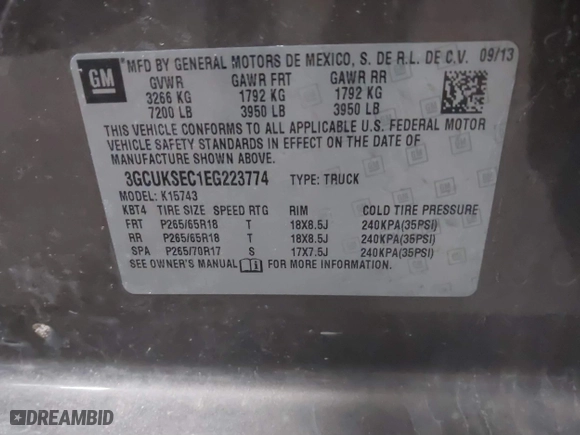 GM
*MFD BY GENERAL MOTORS DE MEXICO, S. DE R.L. DE C.V. 09/13
GVWR GAWR FRT GAWR RR
3266 KG 1792 KG 1792 KG
7200 LB 3950 LB 3950 LB
THIS VEHICLE CONFORMS TO ALL APPLICABLE U.S. FEDERAL MOTOR
VEHICLE SAFETY STANDARDS IN EFFECT ON THE DATE OF
MANUFACTURE SHOWN ABOVE.
3GCUKSEC1EG223774 TYPE: TRUCK
MODEL: K15743
KBT4 TIRE SIZE SPEED RTG RIM COLD TIRE PRESSURE
FRT P265/65R18 T 18X8.5J 240KPA(35PSI)
RR P265/65R18 T 18X8.5J 240KPA(35PSI)
SPA P265/70R17 S 17X7.5J 240KPA(35PSI)
SEE OWNER'S MANUAL FOR MORE INFORMATION.
DREAMBID